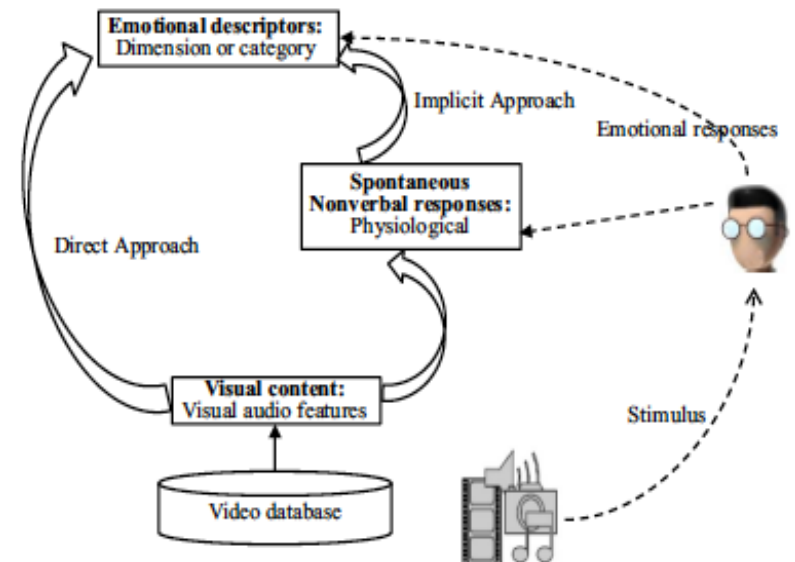 Emotional descriptors:
Dimension or category
Implicit Approach
Emotional responses
Spontaneous
Nonverbal responses:
Physiological
Direct Approach
Visual content:
Visual audio features
Stimulus
Video database